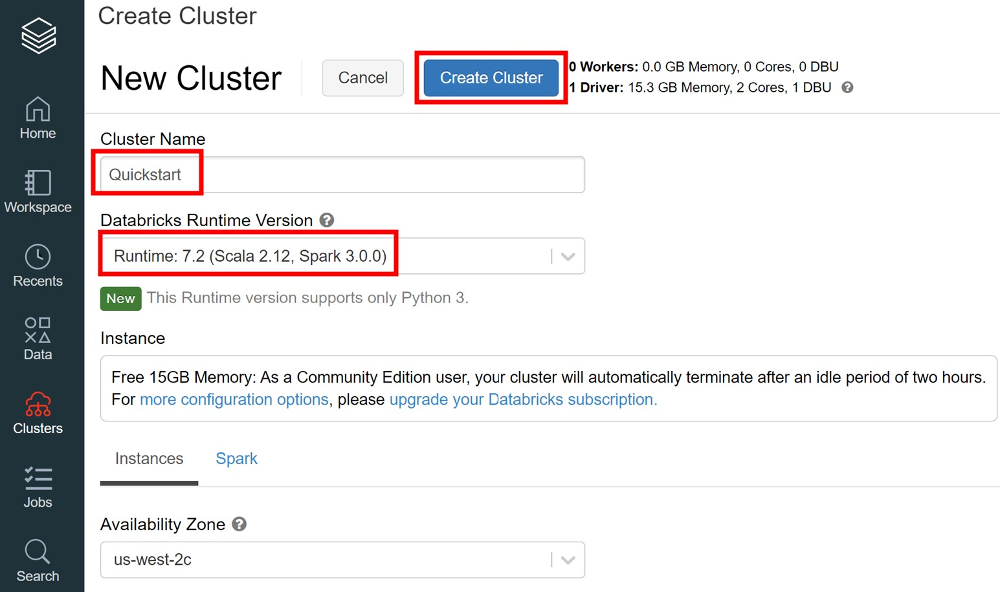 Create Cluster
New Cluster
Cancel
Create Cluster
0 Workers: 0.0 GB Memory, 0 Cores, 0 DBU
1 Driver: 15.3 GB Memory, 2 Cores, 1 DBU ?
Home
Workspace
Recents
Data
Clusters
Jobs
Search
Cluster Name
Quickstart
Databricks Runtime Version ?
Runtime: 7.2 (Scala 2.12, Spark 3.0.0)
New This Runtime version supports only Python 3.
Instance
Free 15GB Memory: As a Community Edition user, your cluster will automatically terminate after an idle period of two hours.
For more configuration options, please upgrade your Databricks subscription.
Instances
Spark
Availability Zone ?
us-west-2c